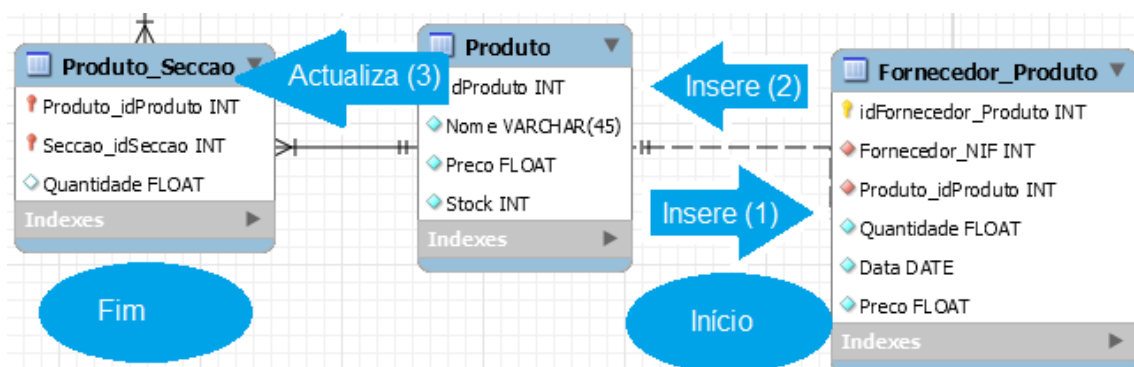 Produto_Seccao
Produto_idProduto INT
Seccao_idSeccao INT
Quantidade FLOAT
Indexes
Fim
Actualiza (3)
Produto
idProduto INT
Nome VARCHAR(45)
Preco FLOAT
Stock INT
Indexes
Insere (2)
Insere (1)
Início
Fornecedor_Produto
idFornecedor_Produto INT
Fornecedor_NIF INT
Produto_idProduto INT
Quantidade FLOAT
Data DATE
Preco FLOAT
Indexes